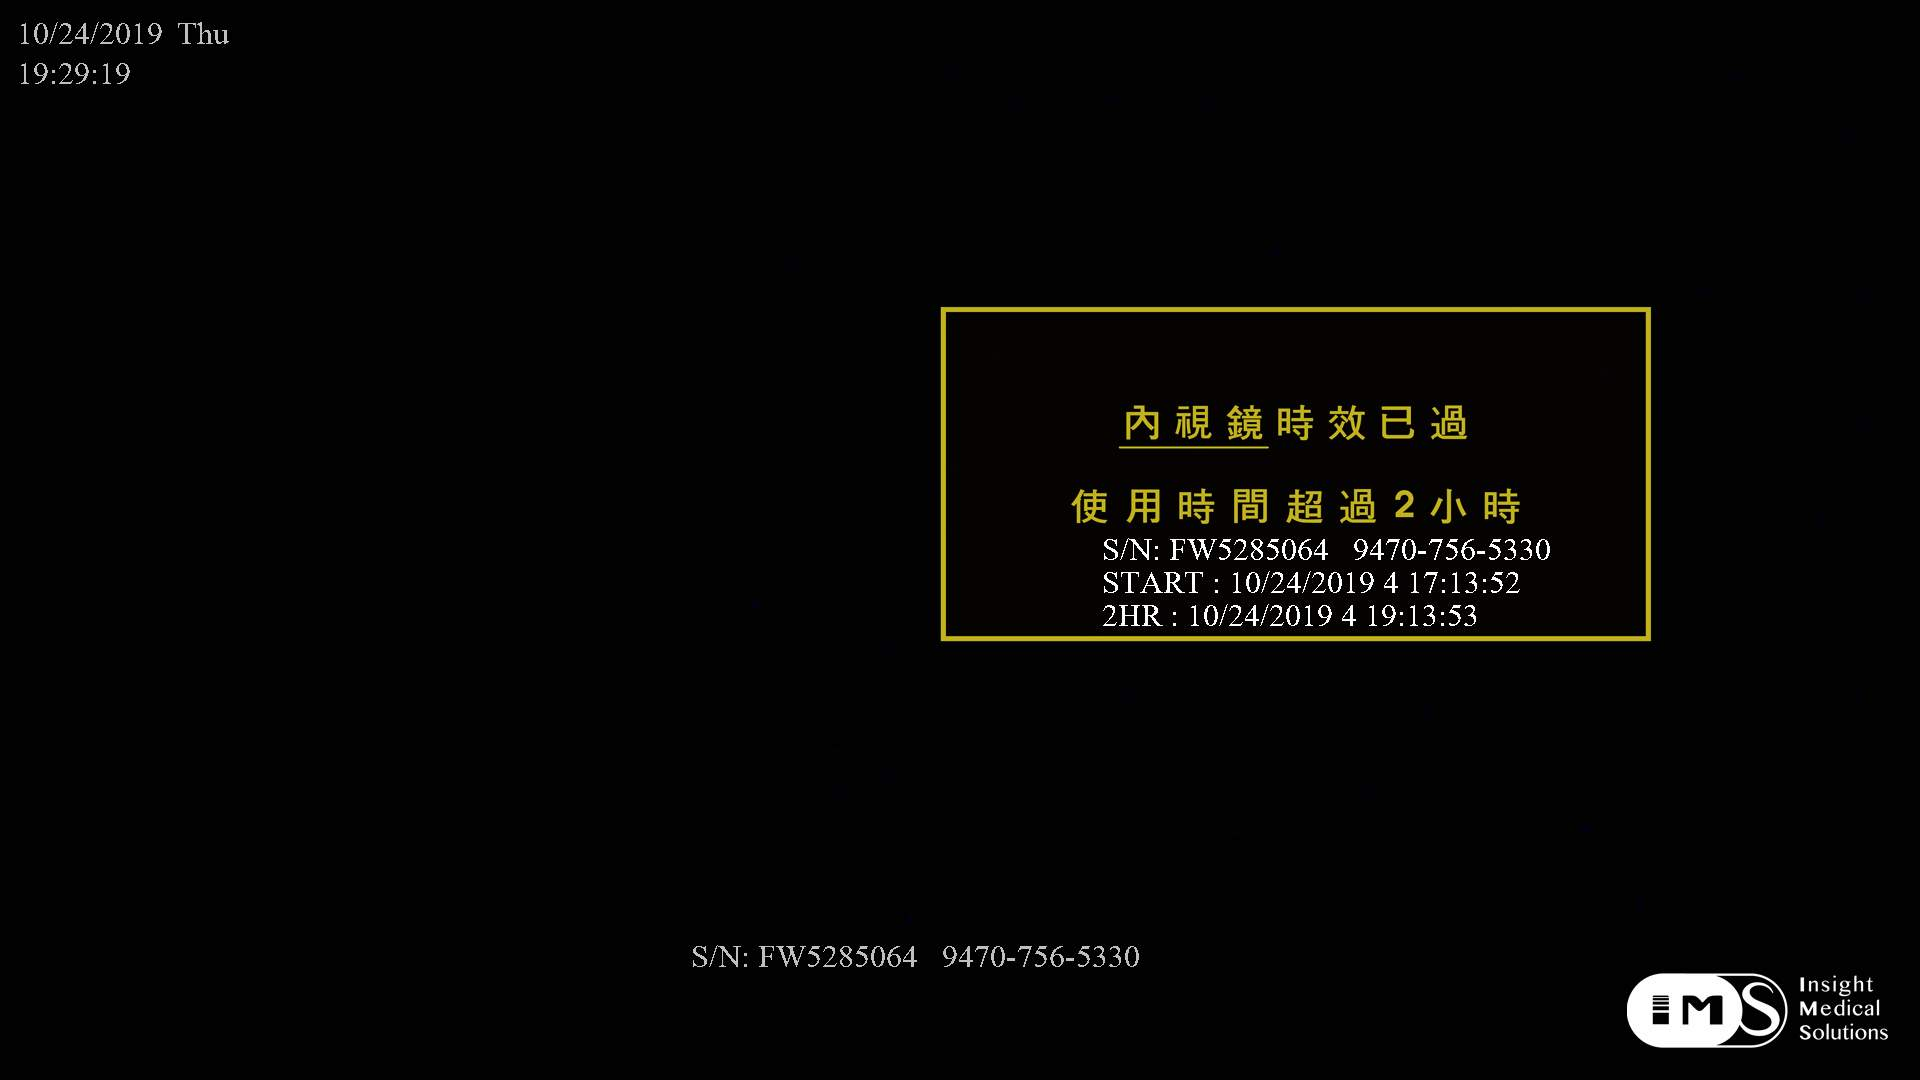 10/24/2019 Thu
19:29:19
內視鏡時效已過
使用時間超過2小時
S/N: FW5285064 9470-756-5330
START : 10/24/2019 4 17:13:52
2HR : 10/24/2019 4 19:13:53
S/N: FW5285064 9470-756-5330
iMS
Insight
Medical
Solutions